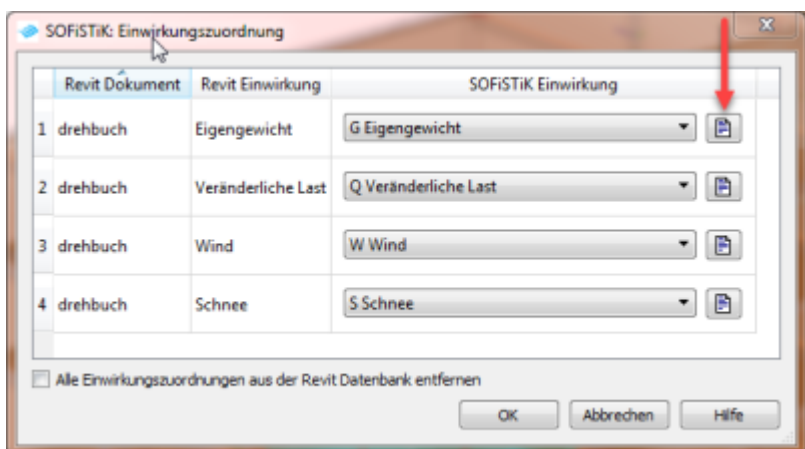 SOFiSTiK: Einwirkungszuordnung
Revit Dokument Revit Einwirkung SOFiSTiK Einwirkung
1 drehbuch Eigengewicht G Eigengewicht
2 drehbuch Veränderliche Last Q Veränderliche Last
3 drehbuch Wind W Wind
4 drehbuch Schnee S Schnee
Alle Einwirkungszuordnungen aus der Revit Datenbank entfernen
OK Abbrechen Hilfe